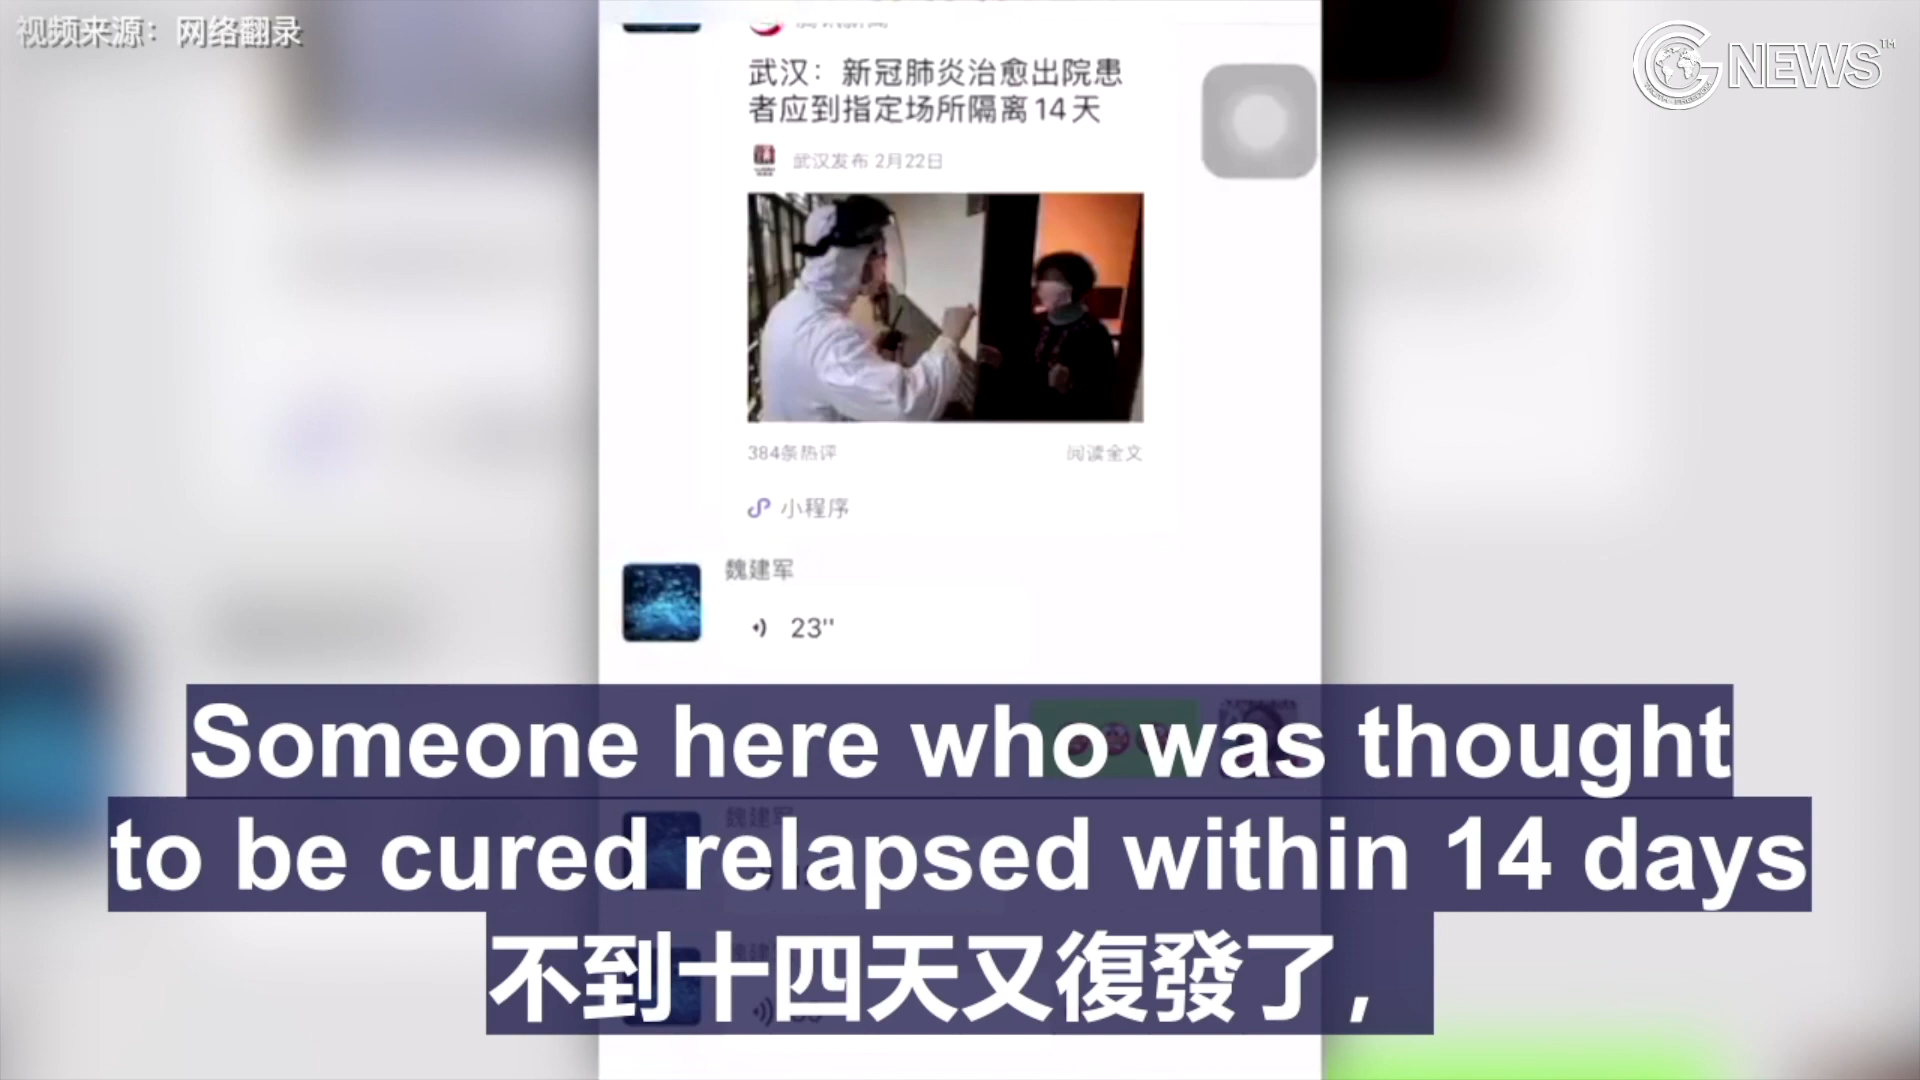 视频来源：网络翻录
GNEWS™
武汉：新冠肺炎治愈出院患
者应到指定场所隔离14天
武汉发布 2月22日
384条热评
阅读全文
小程序
魏建军
23"
Someone here who was thought
to be cured relapsed within 14 days
不到十四天又復發了，